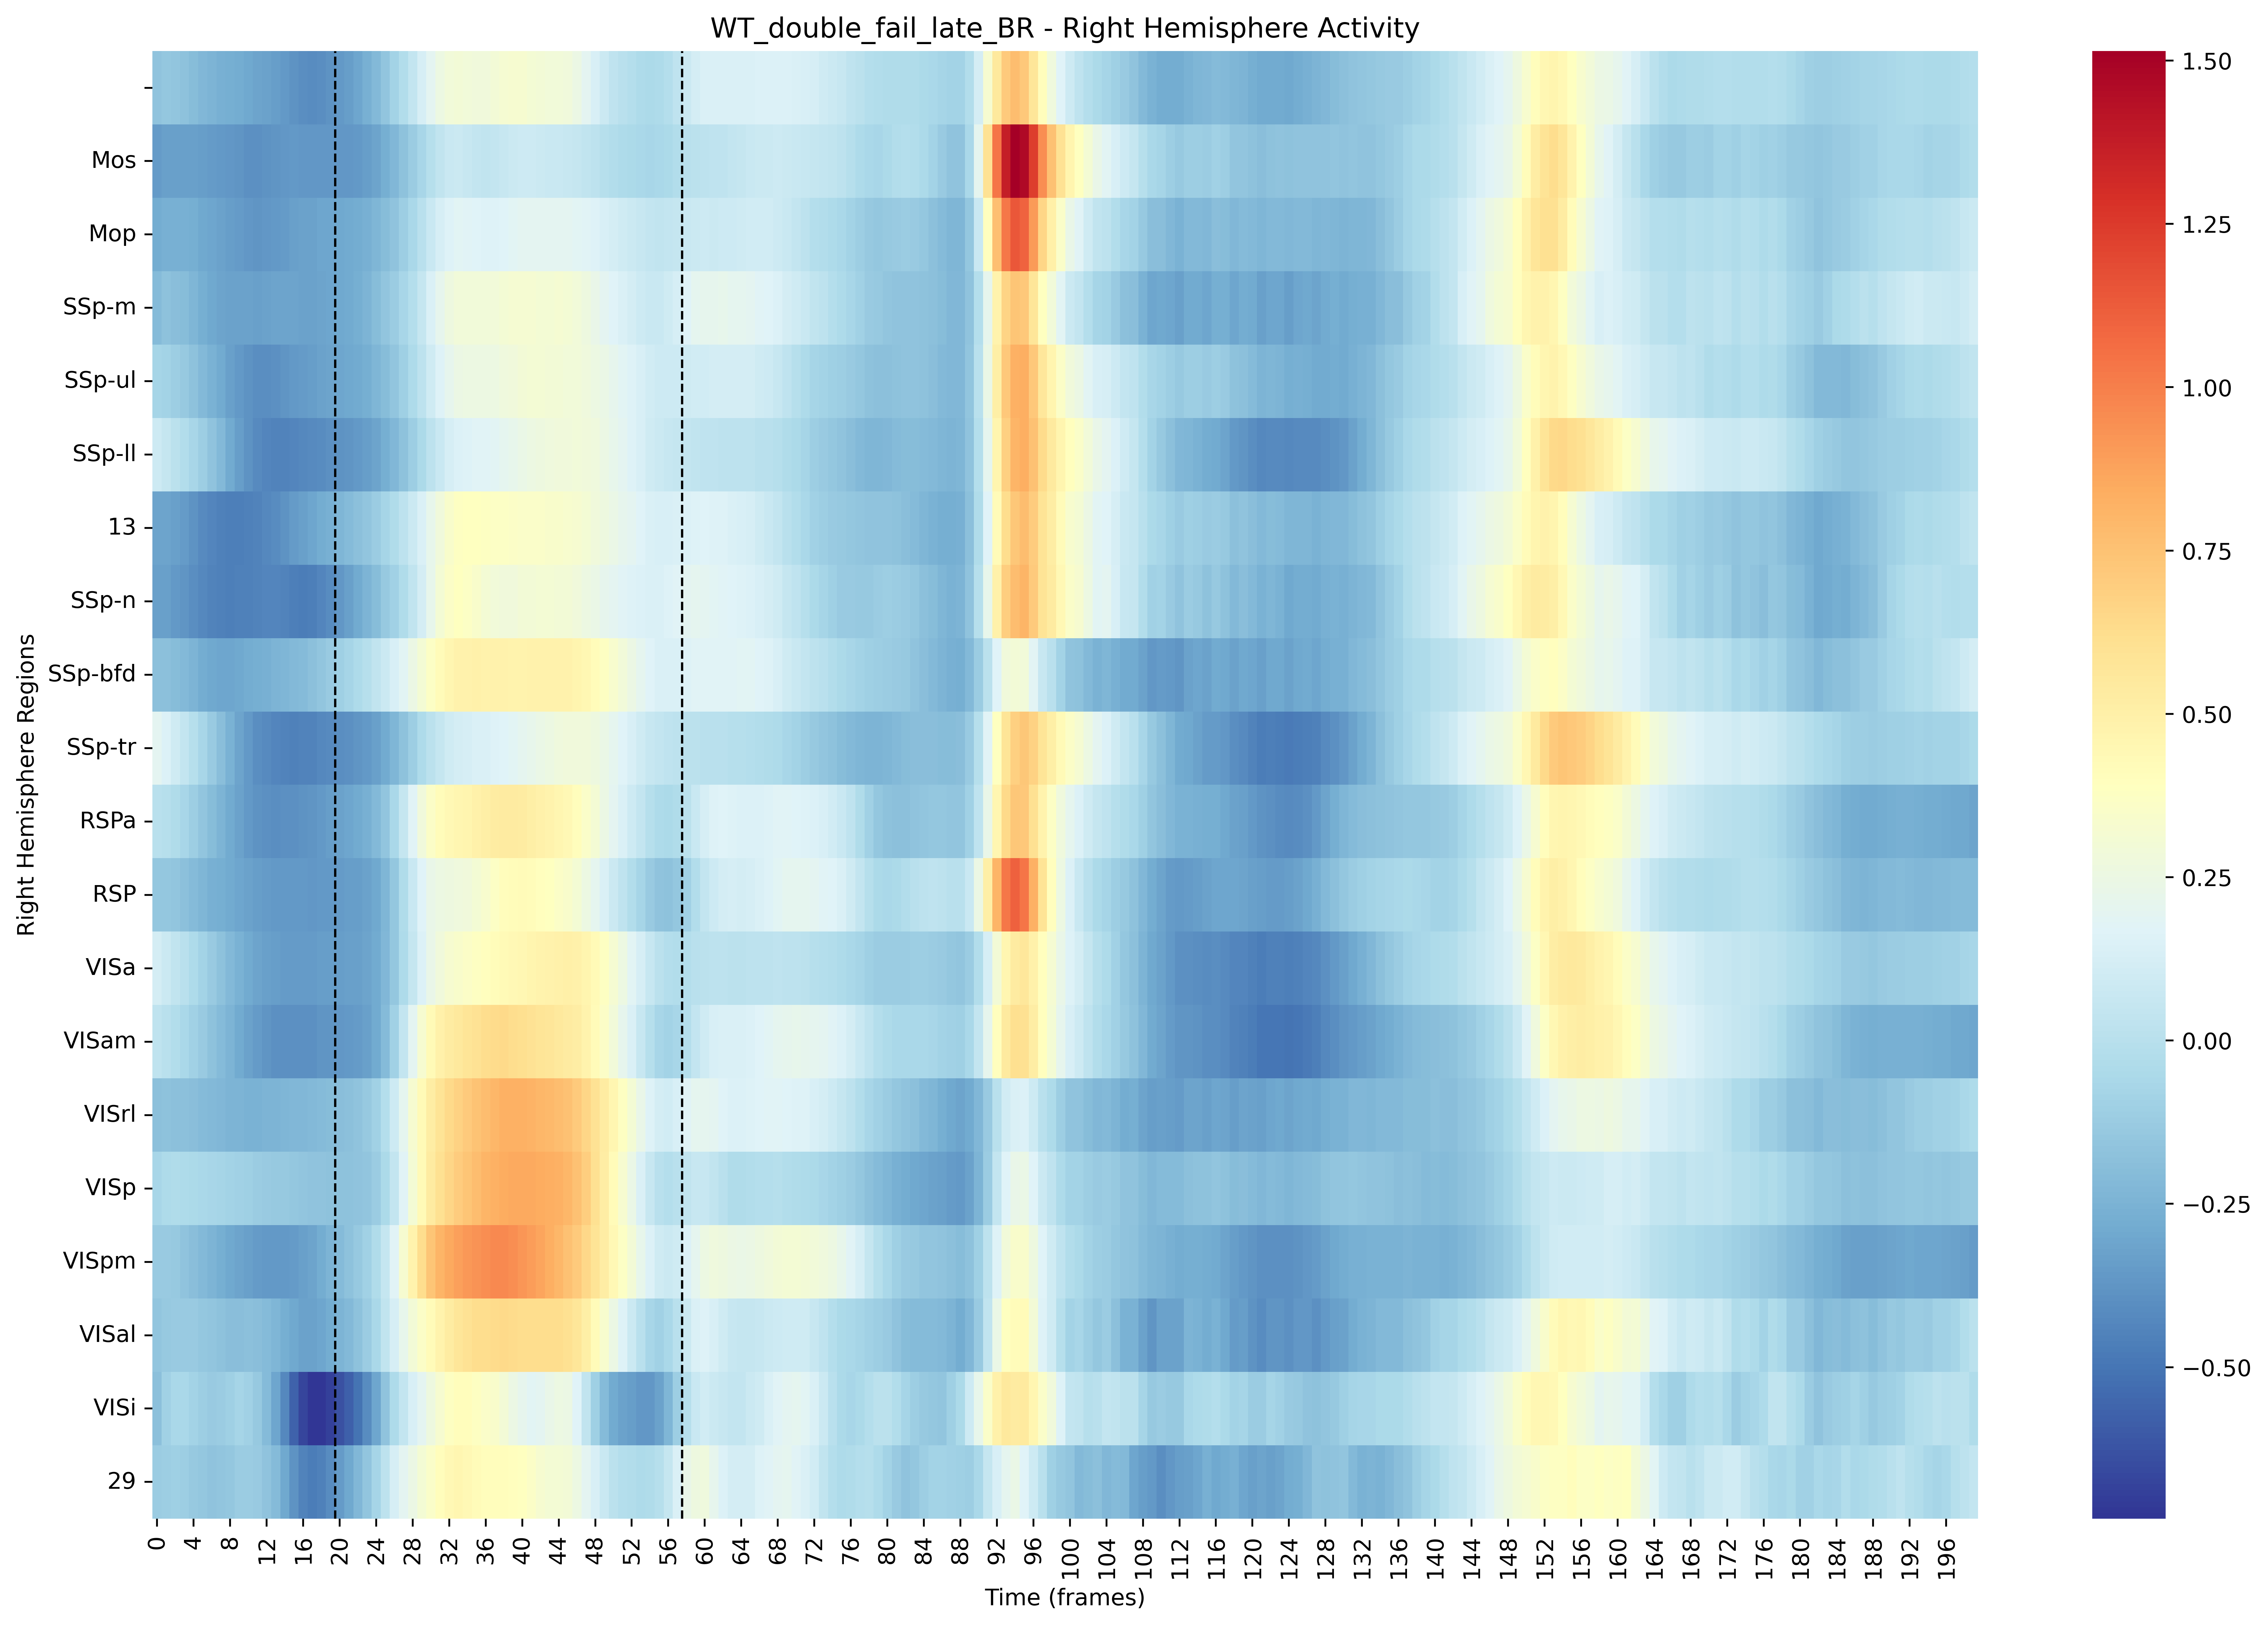 WT_double_fail_late_BR - Right Hemisphere Activity
Right Hemisphere Regions
Mos
Mop
SSp-m
SSp-ul
SSp-ll
13
SSp-n
SSp-bfd
SSp-tr
RSPa
RSP
VISa
VISam
VISrl
VISp
VISpm
VISal
VISi
29
0 4 8 12 16 20 24 28 32 36 40 44 48 52 56 60 64 68 72 76 80 84 88 92 96 100 104 108 112 116 120 124 128 132 136 140 144 148 152 156 160 164 168 172 176 180 184 188 192 196
Time (frames)
1.50
1.25
1.00
0.75
0.50
0.25
0.00
−0.25
−0.50